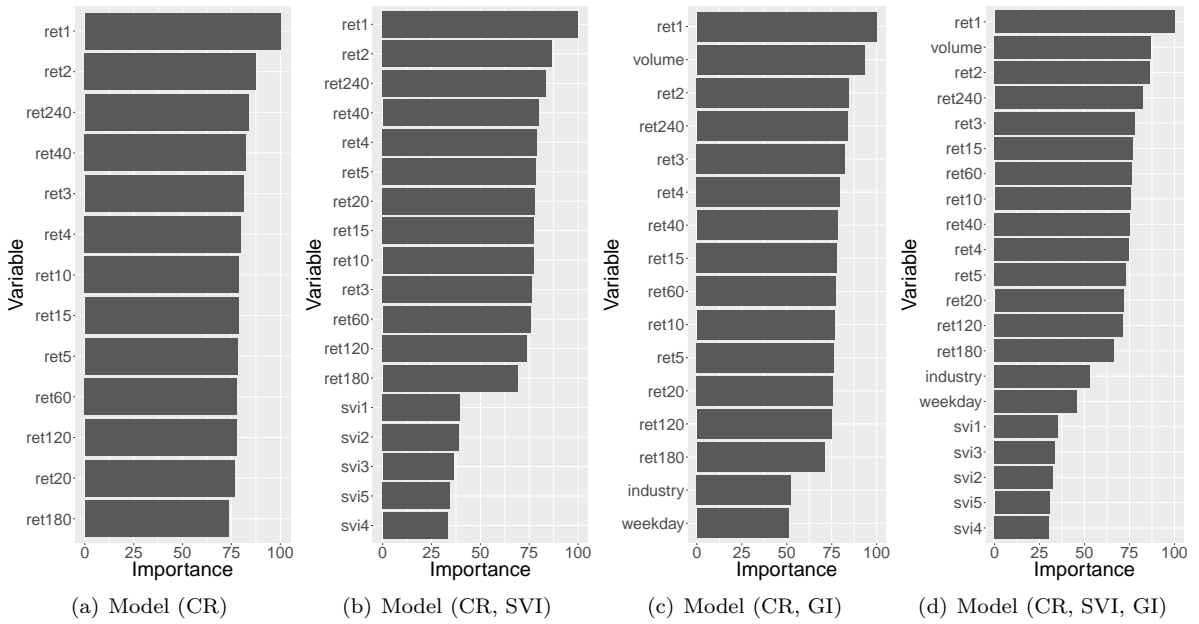 Variable
ret1
ret2
ret240
ret40
ret3
ret4
ret10
ret15
ret5
ret60
ret120
ret20
ret180
0 25 50 75 100
Importance
(a) Model (CR)
Variable
ret1
ret2
ret240
ret40
ret4
ret5
ret20
ret15
ret10
ret3
ret60
ret120
ret180
svi1
svi2
svi3
svi5
svi4
0 25 50 75 100
Importance
(b) Model (CR, SVI)
Variable
ret1
volume
ret2
ret240
ret3
ret4
ret40
ret15
ret60
ret10
ret5
ret20
ret120
ret180
industry
weekday
0 25 50 75 100
Importance
(c) Model (CR, GI)
Variable
ret1
volume
ret2
ret240
ret3
ret15
ret60
ret10
ret40
ret4
ret5
ret20
ret120
ret180
industry
weekday
svi1
svi3
svi2
svi5
svi4
0 25 50 75 100
Importance
(d) Model (CR, SVI, GI)